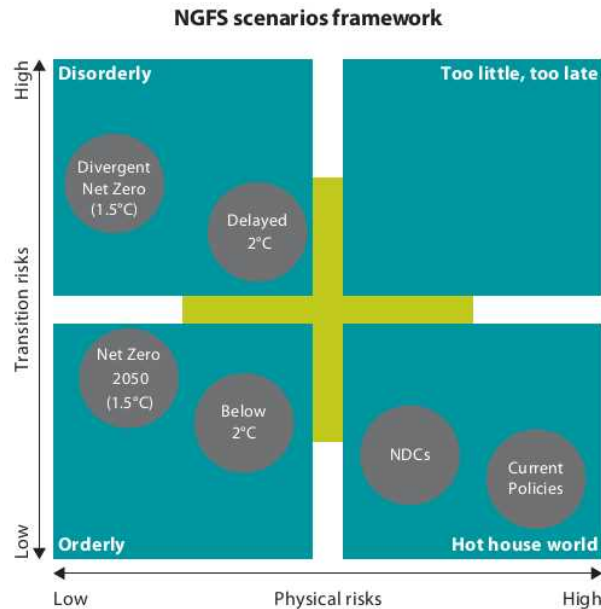 NGFS scenarios framework
High
Transition risks
Low
Disorderly
Too little, too late
Divergent
Net Zero
(1.5°C)
Delayed
2°C
Net Zero
2050
(1.5°C)
Below
2°C
NDCs
Current
Policies
Orderly
Hot house world
Low
Physical risks
High